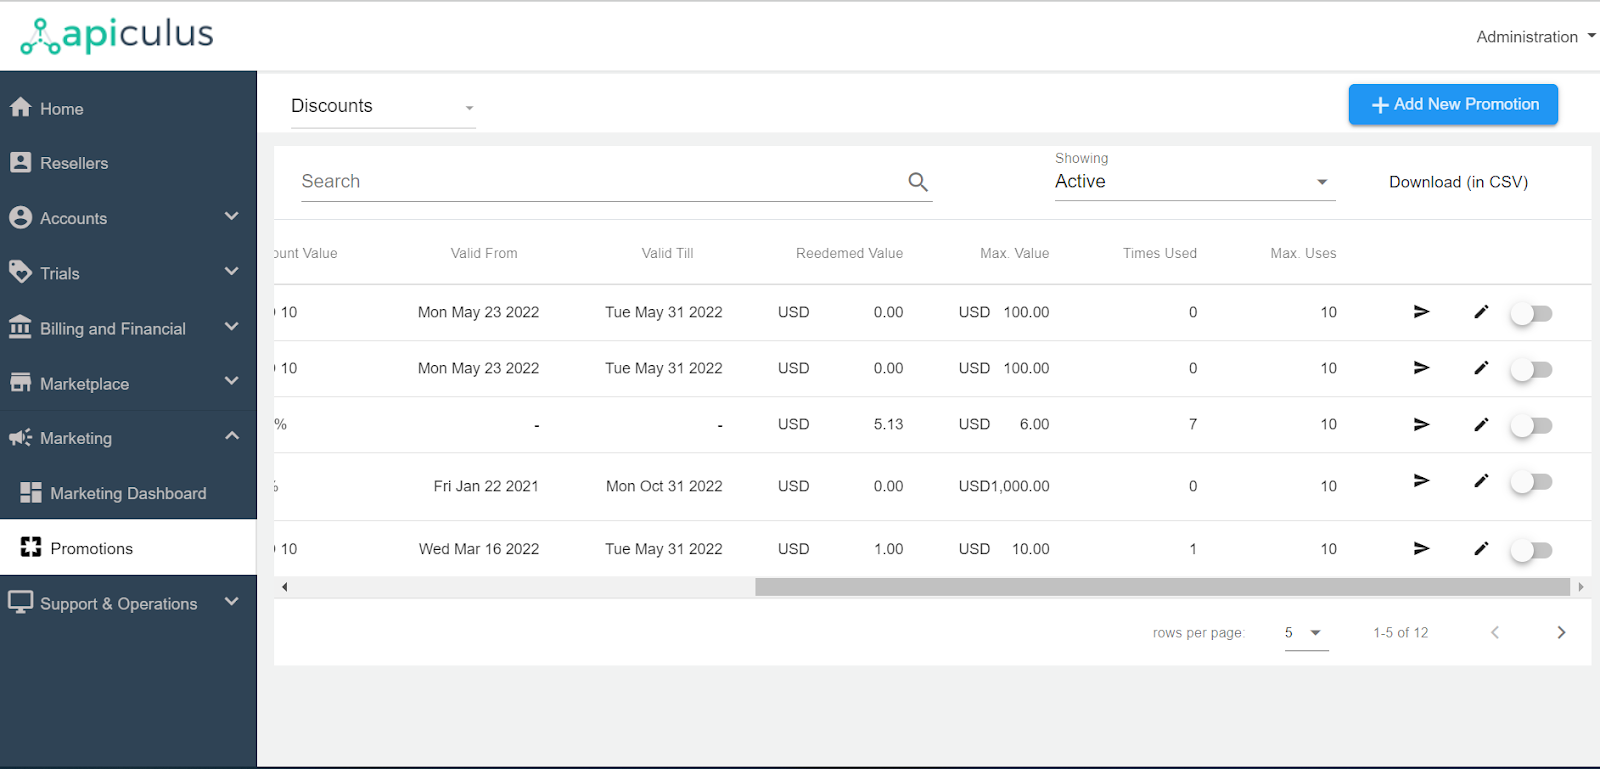 apiculus
Administration
Home
Resellers
Accounts
Trials
Billing and Financial
Marketplace
Marketing
Marketing Dashboard
Promotions
Support & Operations
Discounts
Add New Promotion
Search
Showing
Active
Download (in CSV)
ount Value Valid From Valid Till Reedemed Value Max. Value Times Used Max. Uses
10 Mon May 23 2022 Tue May 31 2022 USD 0.00 USD 100.00 0 10
10 Mon May 23 2022 Tue May 31 2022 USD 0.00 USD 100.00 0 10
% - - USD 5.13 USD 6.00 7 10
% Fri Jan 22 2021 Mon Oct 31 2022 USD 0.00 USD1,000.00 0 10
10 Wed Mar 16 2022 Tue May 31 2022 USD 1.00 USD 10.00 1 10
rows per page: 5 1-5 of 12